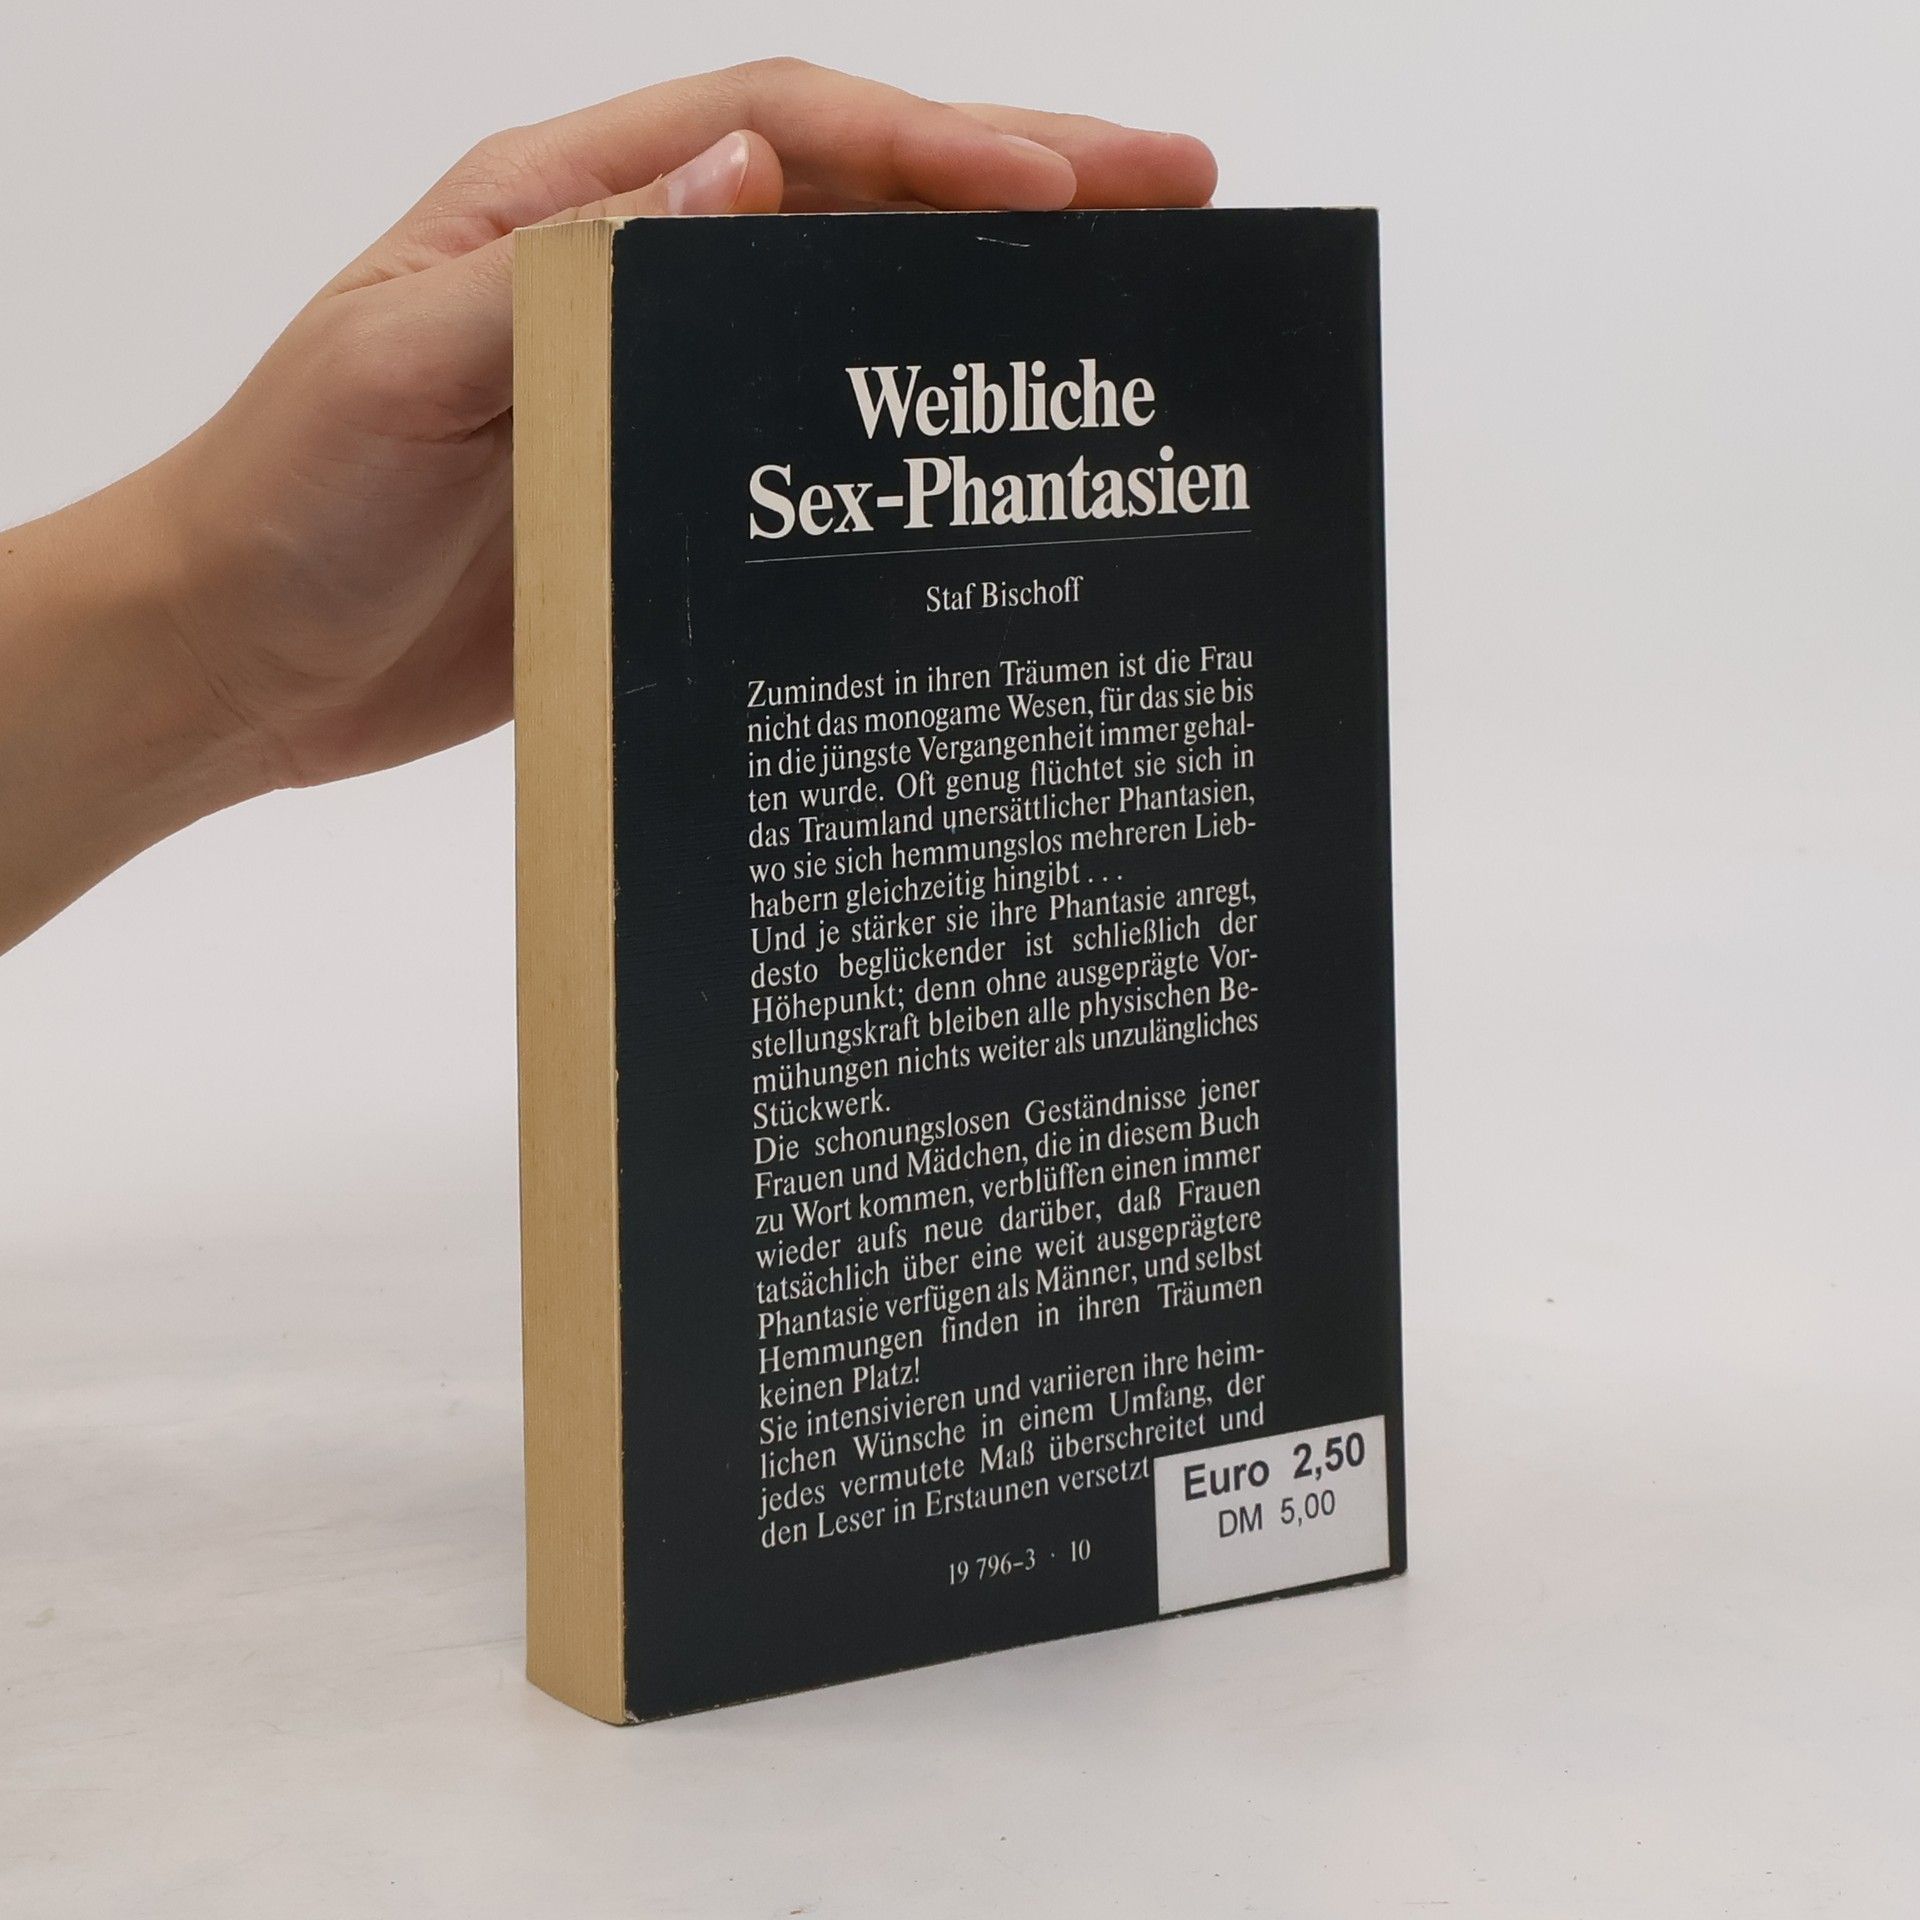 Weibliche
Sex-Phantasien
Staf Bischoff
Zumindest in ihren Träumen ist die Frau
nicht das monogame Wesen, für das sie bis
in die jüngste Vergangenheit immer gehal-
ten wurde. Oft genug flüchtet sie sich in
das Traumland unersättlicher Phantasien,
wo sie sich hemmungslos mehreren Lieb-
habern gleichzeitig hingibt . . .
Und je stärker sie ihre Phantasie anregt,
desto beglückender ist schließlich der
Höhepunkt; denn ohne ausgeprägte Vor-
stellungskraft bleiben alle physischen Be-
mühungen nichts weiter als unzulängliches
Stückwerk.
Die schonungslosen Geständnisse jener
Frauen und Mädchen, die in diesem Buch
zu Wort kommen, verblüffen einen immer
wieder aufs neue darüber, daß Frauen
tatsächlich über eine weit ausgeprägtere
Phantasie verfügen als Männer, und selbst
Hemmungen finden in ihren Träumen
keinen Platz!
Sie intensivieren und variieren ihre heim-
lichen Wünsche in einem Umfang, der
jedes vermutete Maß überschreitet und
den Leser in Erstaunen versetzt
19 796-3 · 10
Euro 2,50
DM 5,00